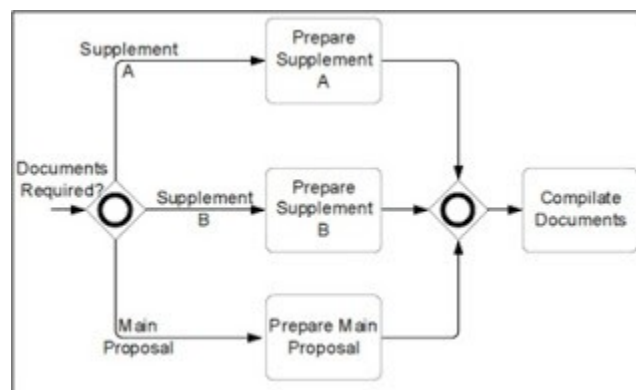 Supplement
A
Prepare
Supplement
A
Documents
Required?
Supplement
B
Prepare
Supplement
B
Compilate
Documents
Main
Proposal
Prepare Main
Proposal